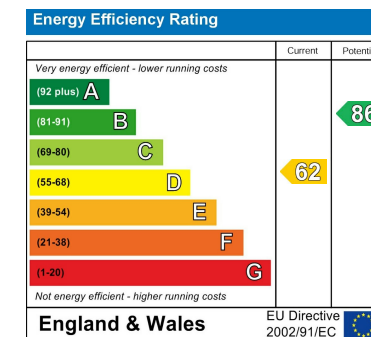 Energy Efficiency Rating
Current Potenti
Very energy efficient - lower running costs
(92 plus) A
(81-91) B
86
(69-80) C
(55-68) D
62
(39-54) E
(21-38) F
(1-20) G
Not energy efficient - higher running costs
England & Wales
EU Directive
2002/91/EC